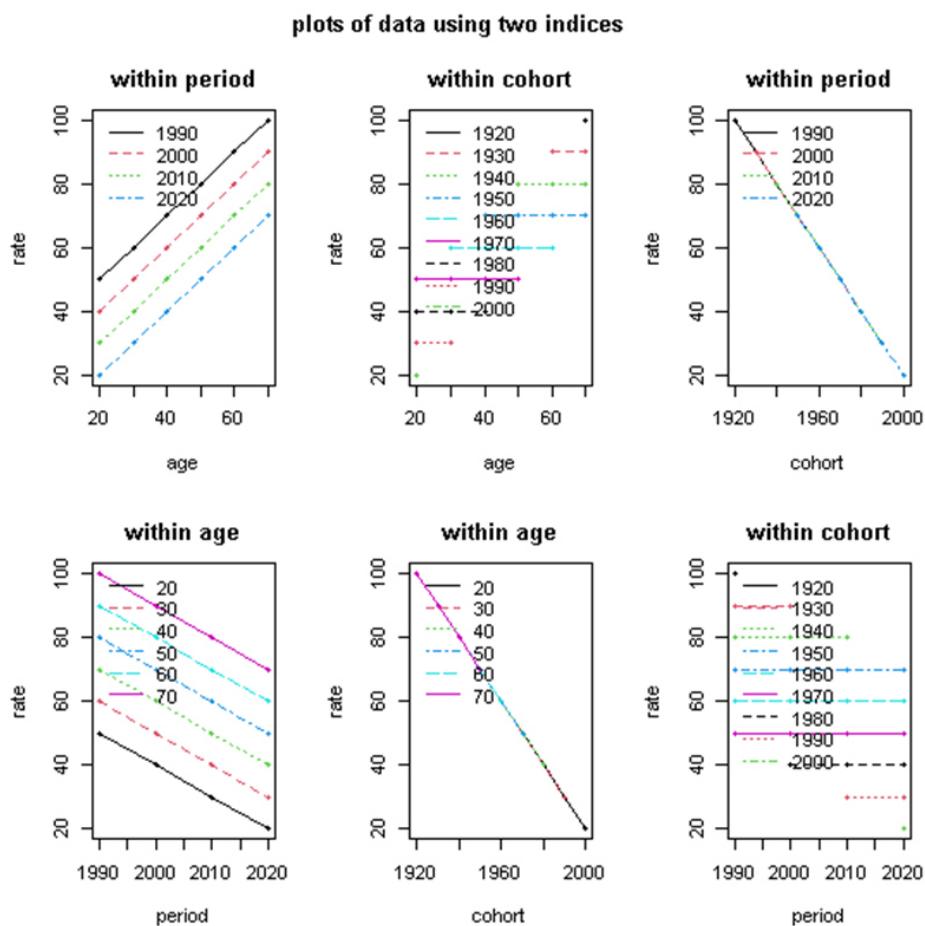 plots of data using two indices
within period
1990
2000
2010
2020
100
80
60
40
20
rate
20 40 60
age
within cohort
1920
1930
1940
1950
1960
1970
1980
1990
2000
100
80
60
40
20
rate
20 40 60
age
within period
1990
2000
2010
2020
100
80
60
40
20
rate
1920 1960 2000
cohort
within age
20
30
40
50
60
70
100
80
60
40
20
rate
1990 2000 2010 2020
period
within age
20
30
40
50
60
70
100
80
60
40
20
rate
1920 1960 2000
cohort
within cohort
1920
1930
1940
1950
1960
1970
1980
1990
2000
100
80
60
40
20
rate
1990 2000 2010 2020
period